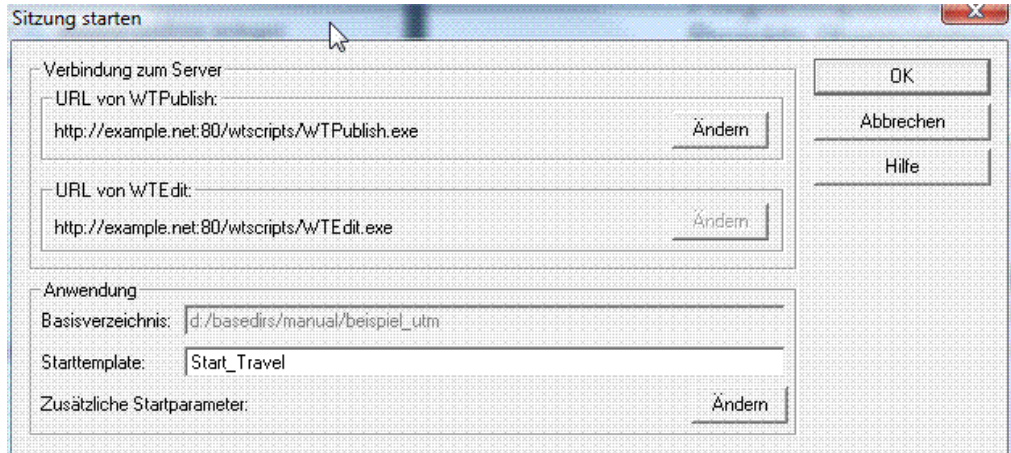 Sitzung starten
Verbindung zum Server
URL von WTPublish:
http://example.net:80/wtscripts/WTPublish.exe
Ändern
URL von WTEdit:
http://example.net:80/wtscripts/WTEdit.exe
Ändern
Anwendung
Basisverzeichnis: d:/basedirs/manual/beispiel_utm
Starttemplate: Start_Travel
Zusätzliche Startparameter: Ändern
OK
Abbrechen
Hilfe